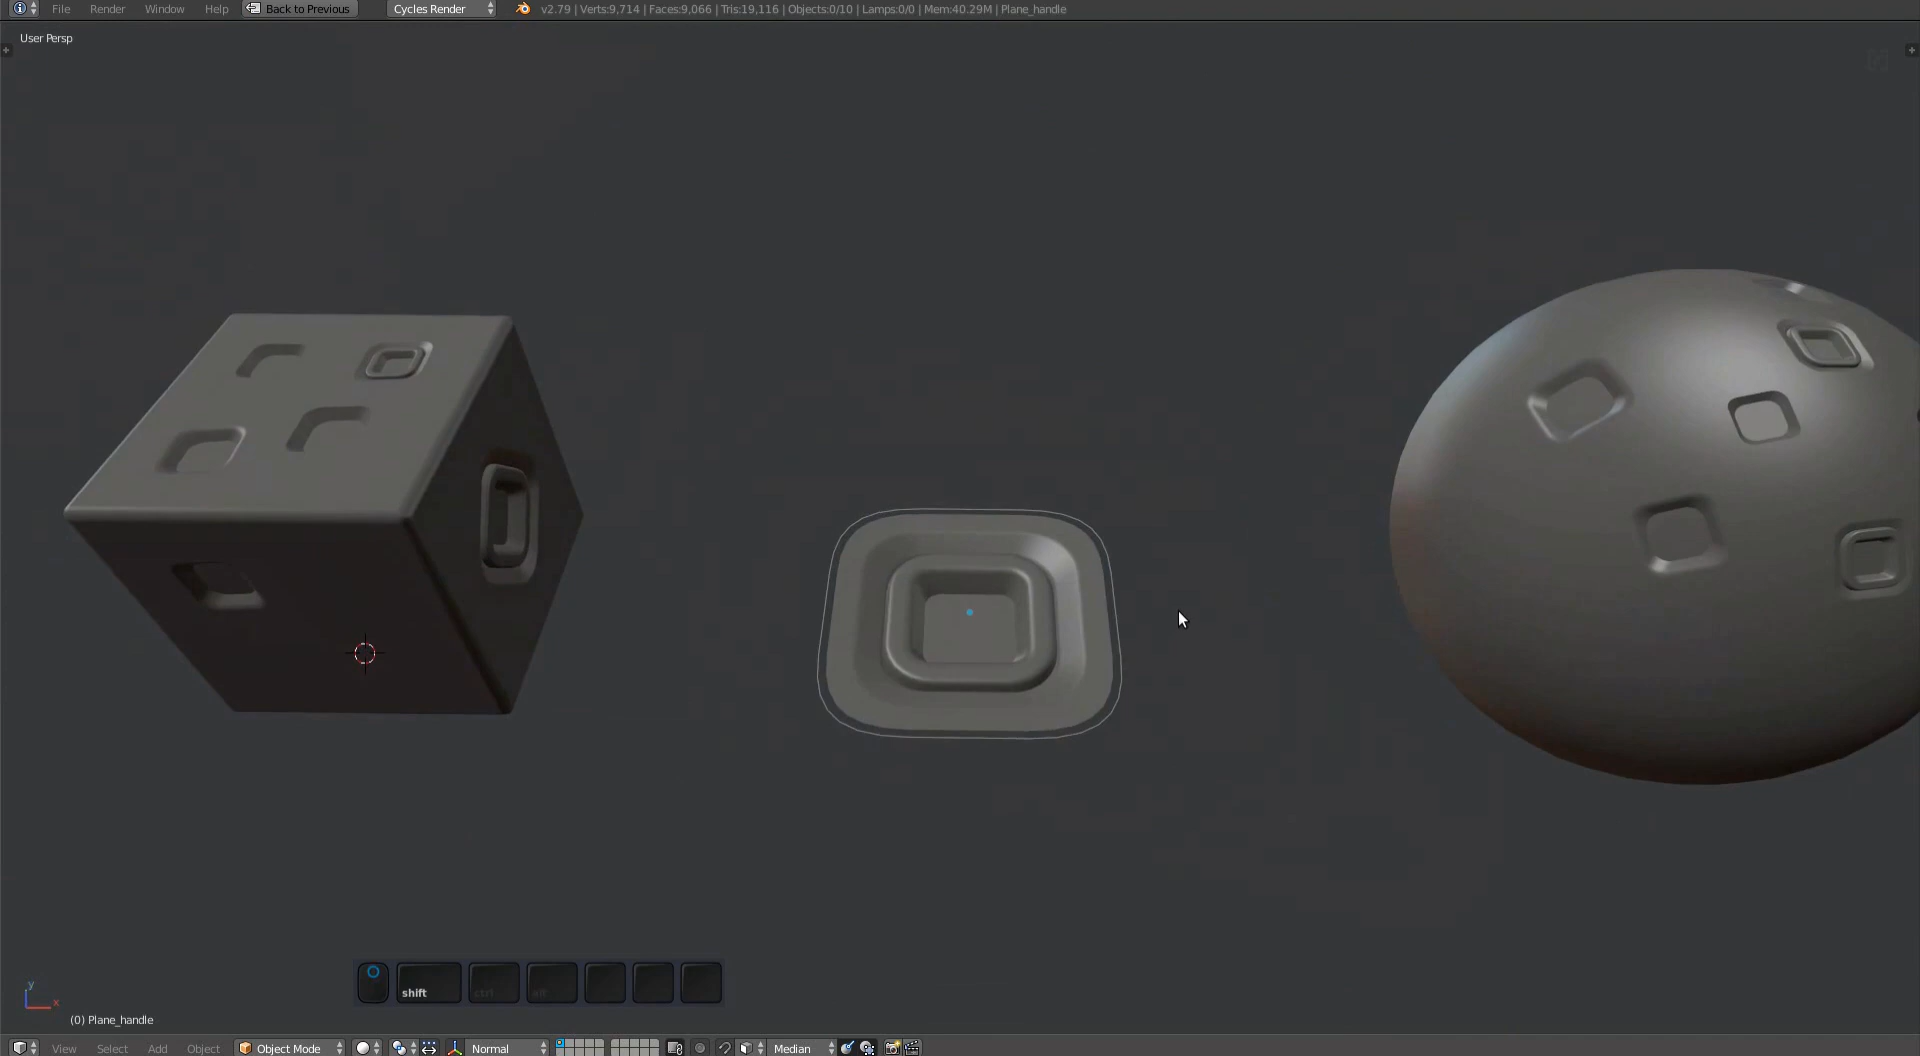 File Render Window Help Back to Previous Cycles Render v2.79 | Verts:9,714 | Faces:9,066 | Tris:19,116 | Objects:0/10 | Lamps:0/0 | Mem:40.29M | Plane_handle
User Persp
shift ctrl alt
y
x
(0) Plane_handle
View Select Add Object Object Mode Normal Median